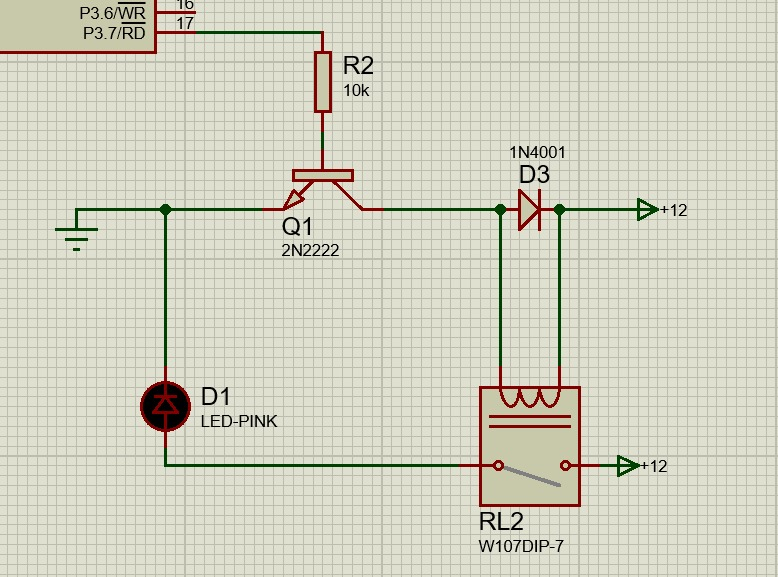 P3.6/WR 16
P3.7/RD 17
R2
10k
1N4001
D3
+12
Q1
2N2222
D1
LED-PINK
+12
RL2
W107DIP-7